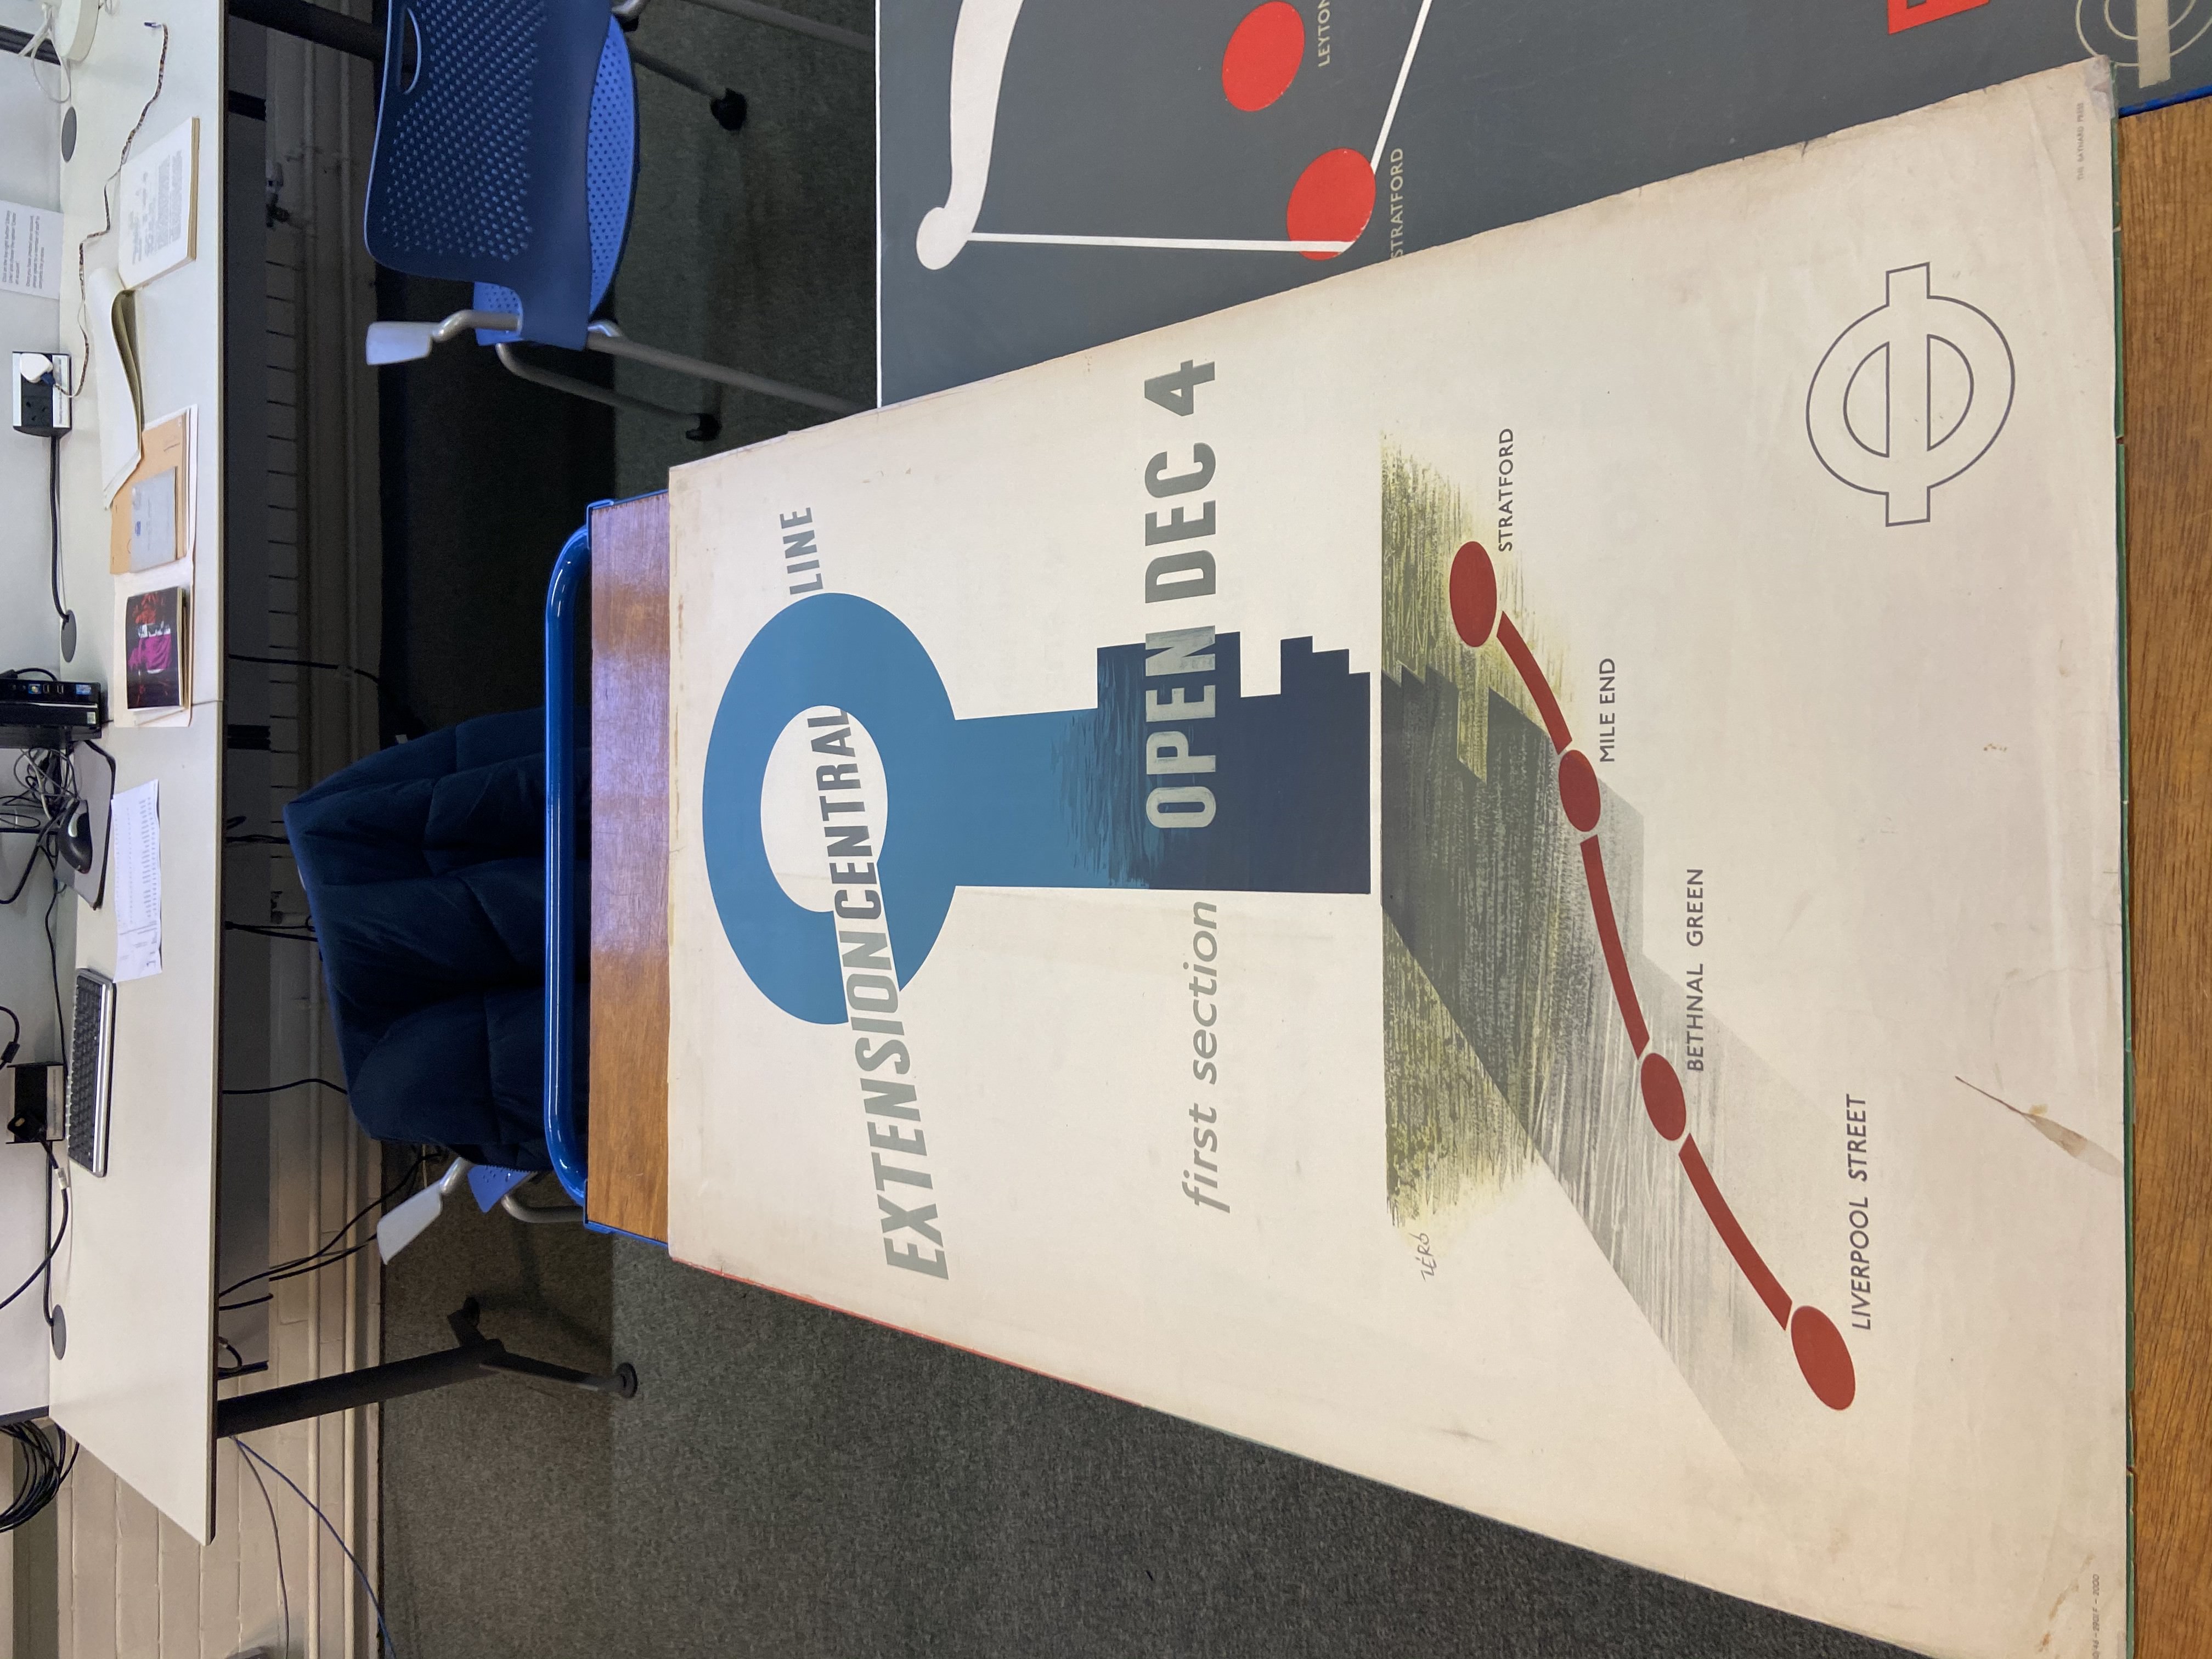 EXTENSION CENTRAL LINE
first section OPEN DEC 4
ZÉRÓ
STRATFORD
MILE END
BETHNAL GREEN
LIVERPOOL STREET
THE BAYNARD PRESS
LEYTON
STRATFORD